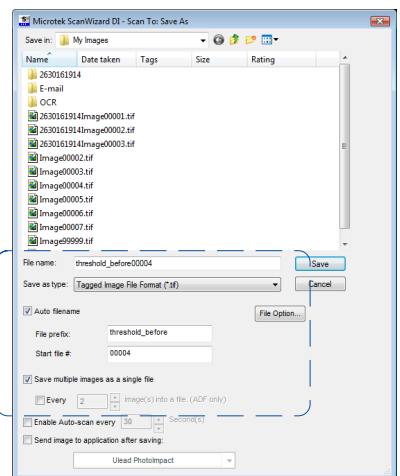 Microtek ScanWizard DI - Scan To: Save As
Save in: My Images
Name Date taken Tags Size Rating
2630161914
E-mail
OCR
2630161914Image00001.tif
2630161914Image00002.tif
2630161914Image00003.tif
Image00002.tif
Image00003.tif
Image00004.tif
Image00005.tif
Image00006.tif
Image00007.tif
Image99999.tif
File name: threshold_before00004 Save
Save as type: Tagged Image File Format (*.tif) Cancel
Auto filename File Option...
File prefix: threshold_before
Start file #: 00004
Save multiple images as a single file
Every 2 image(s) into a file. (ADF only)
Enable Auto-scan every 30 Second(s)
Send image to application after saving:
Ulead PhotoImpact